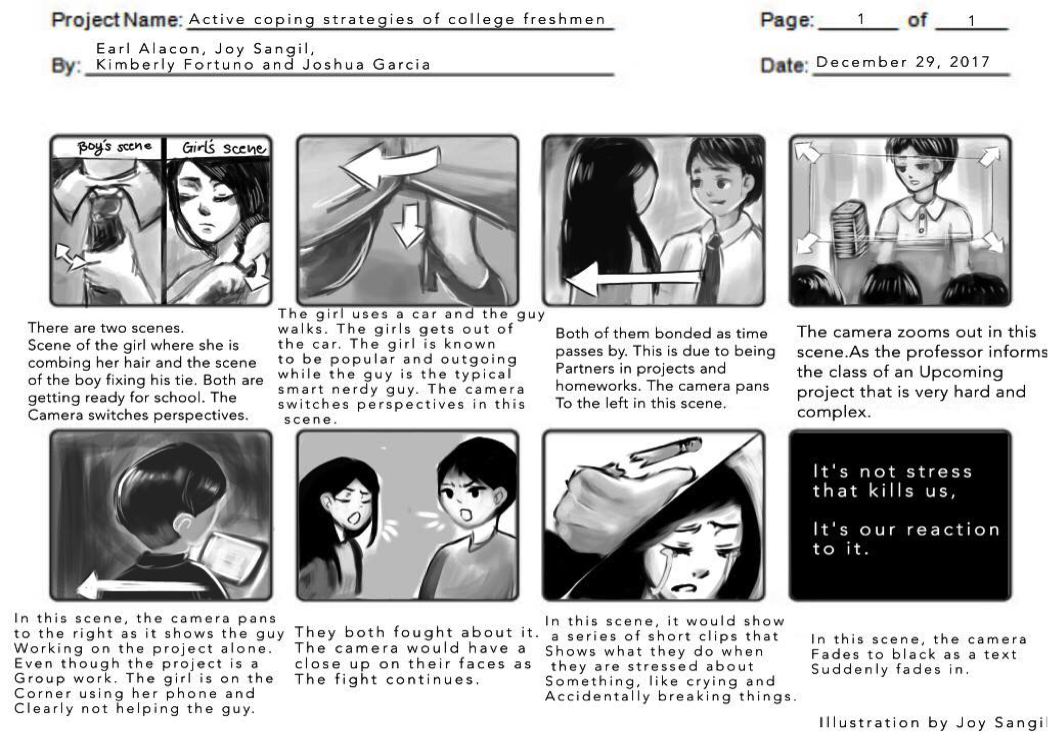 Project Name: Active coping strategies of college freshmen
Page: 1 of 1
Earl Alacon, Joy Sangil,
By: Kimberly Fortuno and Joshua Garcia
Date: December 29, 2017
Boy's scene
Girl's scene
There are two scenes.
Scene of the girl where she is
combing her hair and the scene
of the boy fixing his tie. Both are
getting ready for school. The
Camera switches perspectives.
The girl uses a car and the guy
walks. The girls gets out of
the car. The girl is known
to be popular and outgoing
while the guy is the typical
smart nerdy guy. The camera
switches perspectives in this
scene.
Both of them bonded as time
passes by. This is due to being
Partners in projects and
homeworks. The camera pans
To the left in this scene.
The camera zooms out in this
scene.As the professor informs
the class of an Upcoming
project that is very hard and
complex.
In this scene, the camera pans
to the right as it shows the guy
Working on the project alone.
Even though the project is a
Group work. The girl is on the
Corner using her phone and
Clearly not helping the guy.
They both fought about it.
The camera would have a
close up on their faces as
The fight continues.
In this scene, it would show
a series of short clips that
Shows what they do when
they are stressed about
Something, like crying and
Accidentally breaking things.
It's not stress
that kills us,
It's our reaction
to it.
In this scene, the camera
Fades to black as a text
Suddenly fades in.
Illustration by Joy Sangil